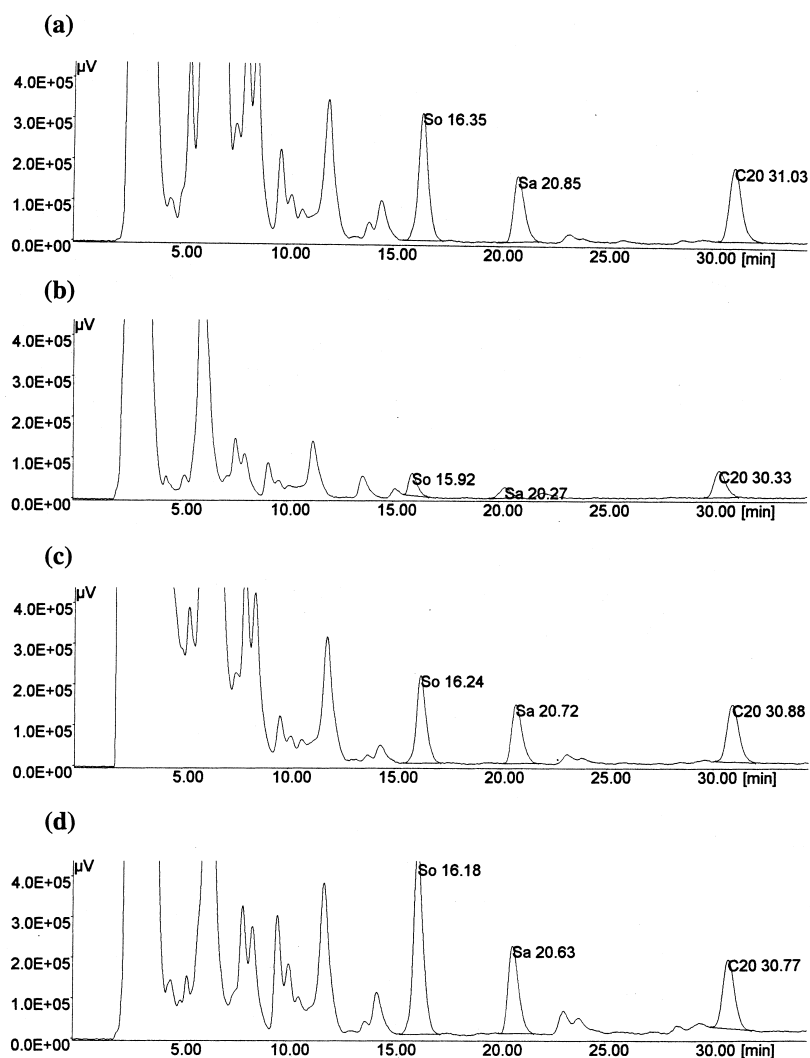 (a)
µV
4.0E+05
3.0E+05
2.0E+05
1.0E+05
0.0E+00
So 16.35
Sa 20.85
C20 31.03
5.00 10.00 15.00 20.00 25.00 30.00 [min]
(b)
µV
4.0E+05
3.0E+05
2.0E+05
1.0E+05
0.0E+00
So 15.92
Sa 20.27
C20 30.33
5.00 10.00 15.00 20.00 25.00 30.00 [min]
(c)
µV
4.0E+05
3.0E+05
2.0E+05
1.0E+05
0.0E+00
So 16.24
Sa 20.72
C20 30.88
5.00 10.00 15.00 20.00 25.00 30.00 [min]
(d)
µV
4.0E+05
3.0E+05
2.0E+05
1.0E+05
0.0E+00
So 16.18
Sa 20.63
C20 30.77
5.00 10.00 15.00 20.00 25.00 30.00 [min]